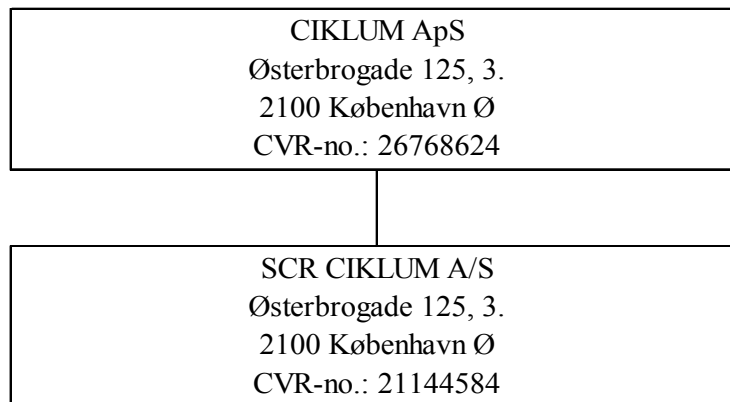 CIKLUM ApS
Østerbrogade 125, 3.
2100 København Ø
CVR-no.: 26768624
SCR CIKLUM A/S
Østerbrogade 125, 3.
2100 København Ø
CVR-no.: 21144584